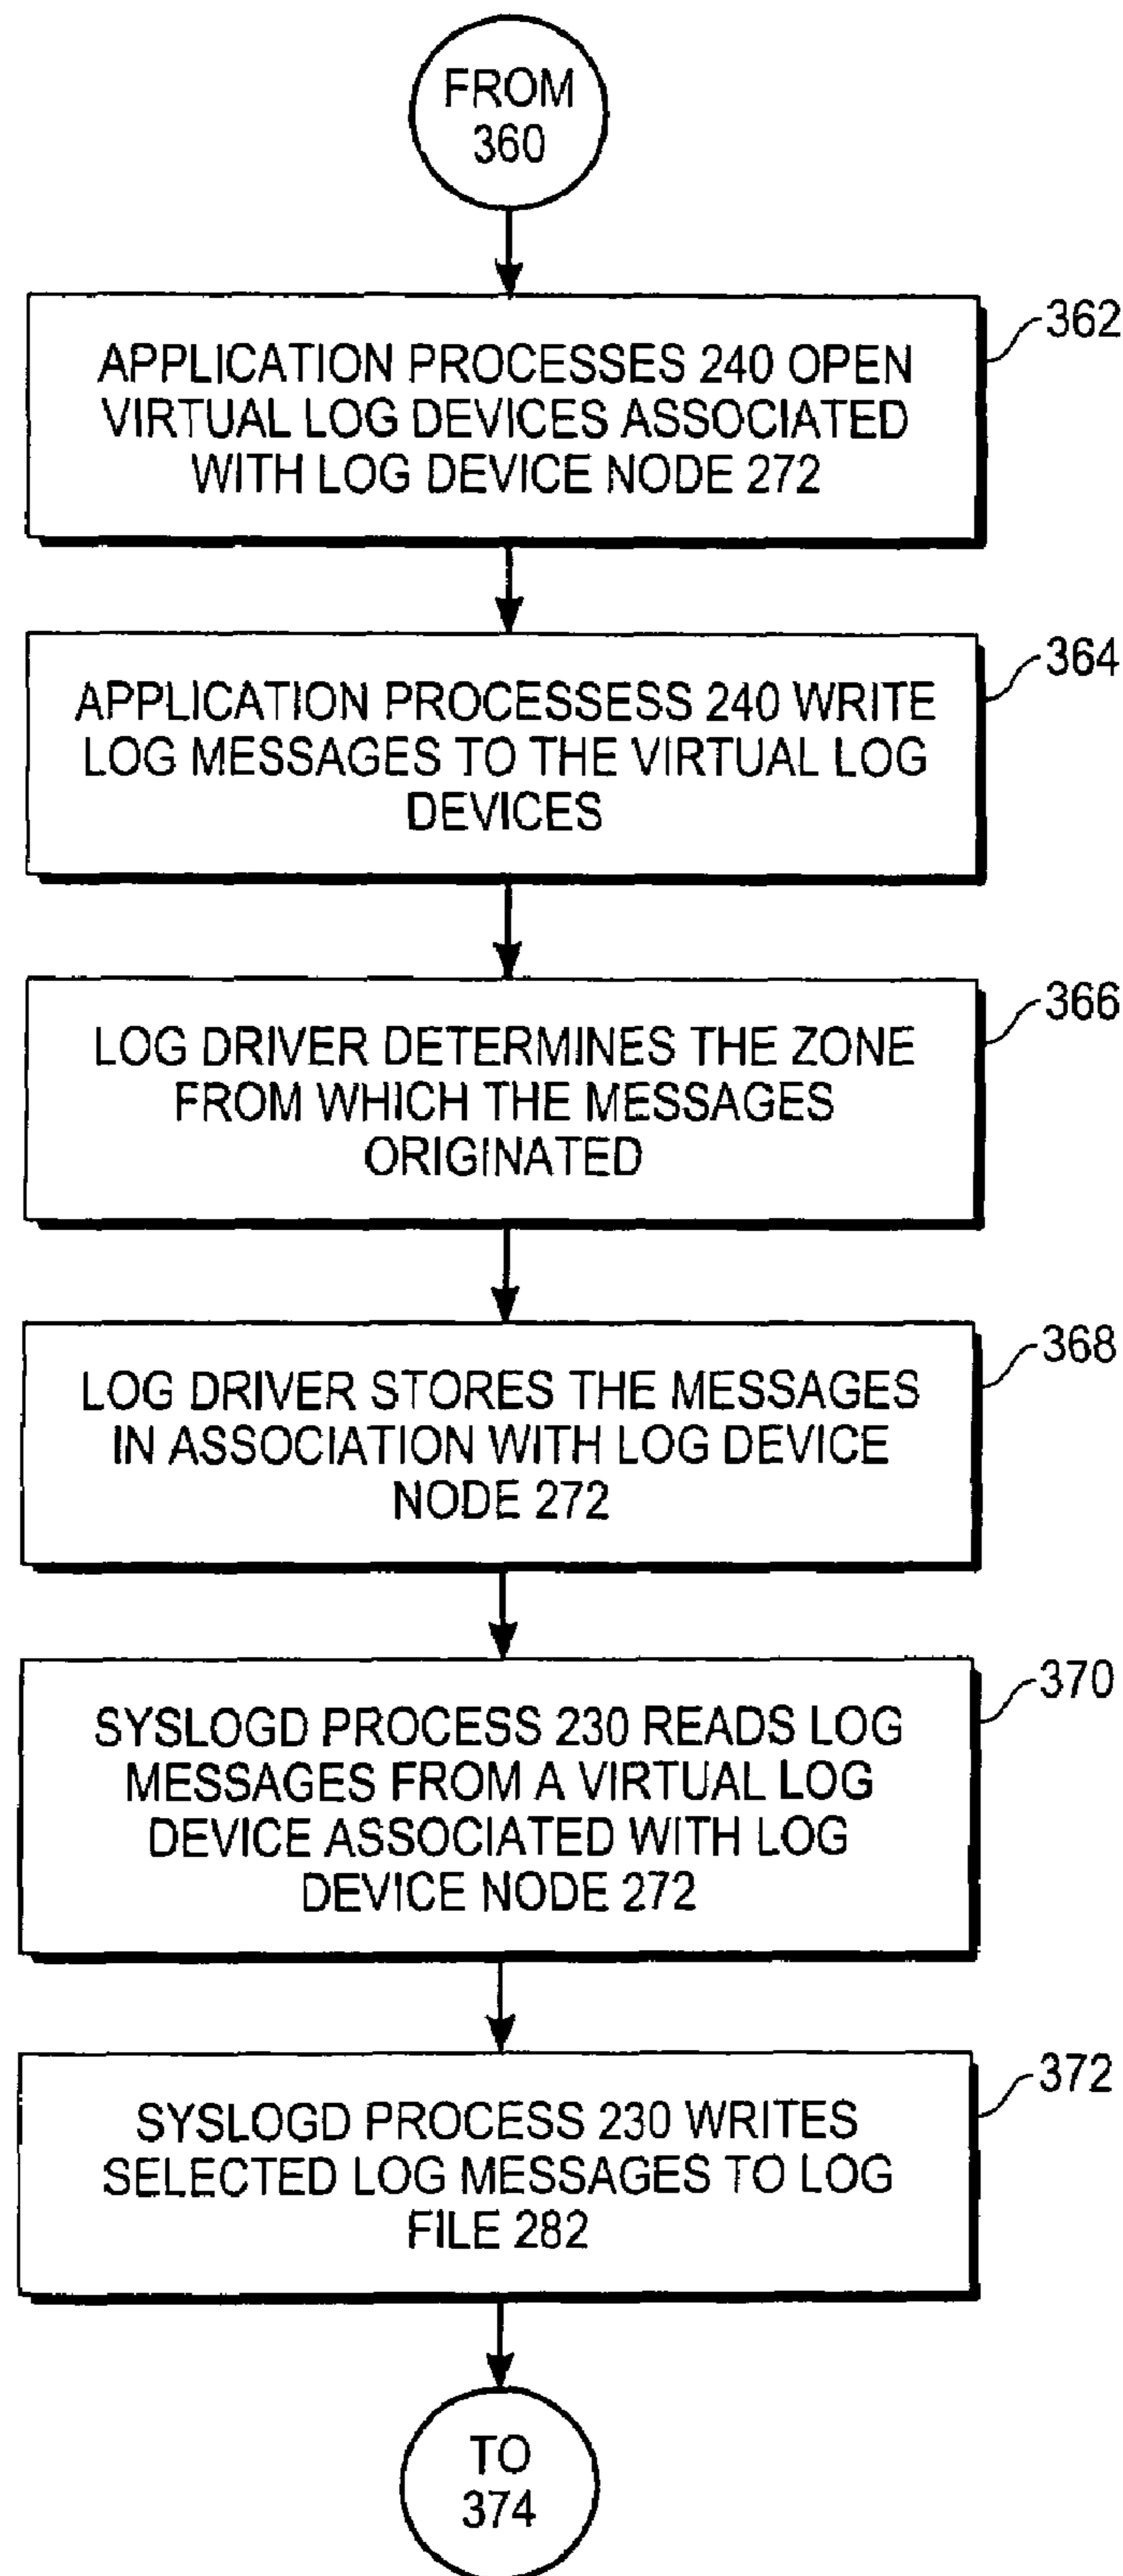 FROM
360
362
APPLICATION PROCESSES 240 OPEN
VIRTUAL LOG DEVICES ASSOCIATED
WITH LOG DEVICE NODE 272
364
APPLICATION PROCESSESS 240 WRITE
LOG MESSAGES TO THE VIRTUAL LOG
DEVICES
366
LOG DRIVER DETERMINES THE ZONE
FROM WHICH THE MESSAGES
ORIGINATED
368
LOG DRIVER STORES THE MESSAGES
IN ASSOCIATION WITH LOG DEVICE
NODE 272
370
SYSLOGD PROCESS 230 READS LOG
MESSAGES FROM A VIRTUAL LOG
DEVICE ASSOCIATED WITH LOG
DEVICE NODE 272
372
SYSLOGD PROCESS 230 WRITES
SELECTED LOG MESSAGES TO LOG
FILE 282
TO
374